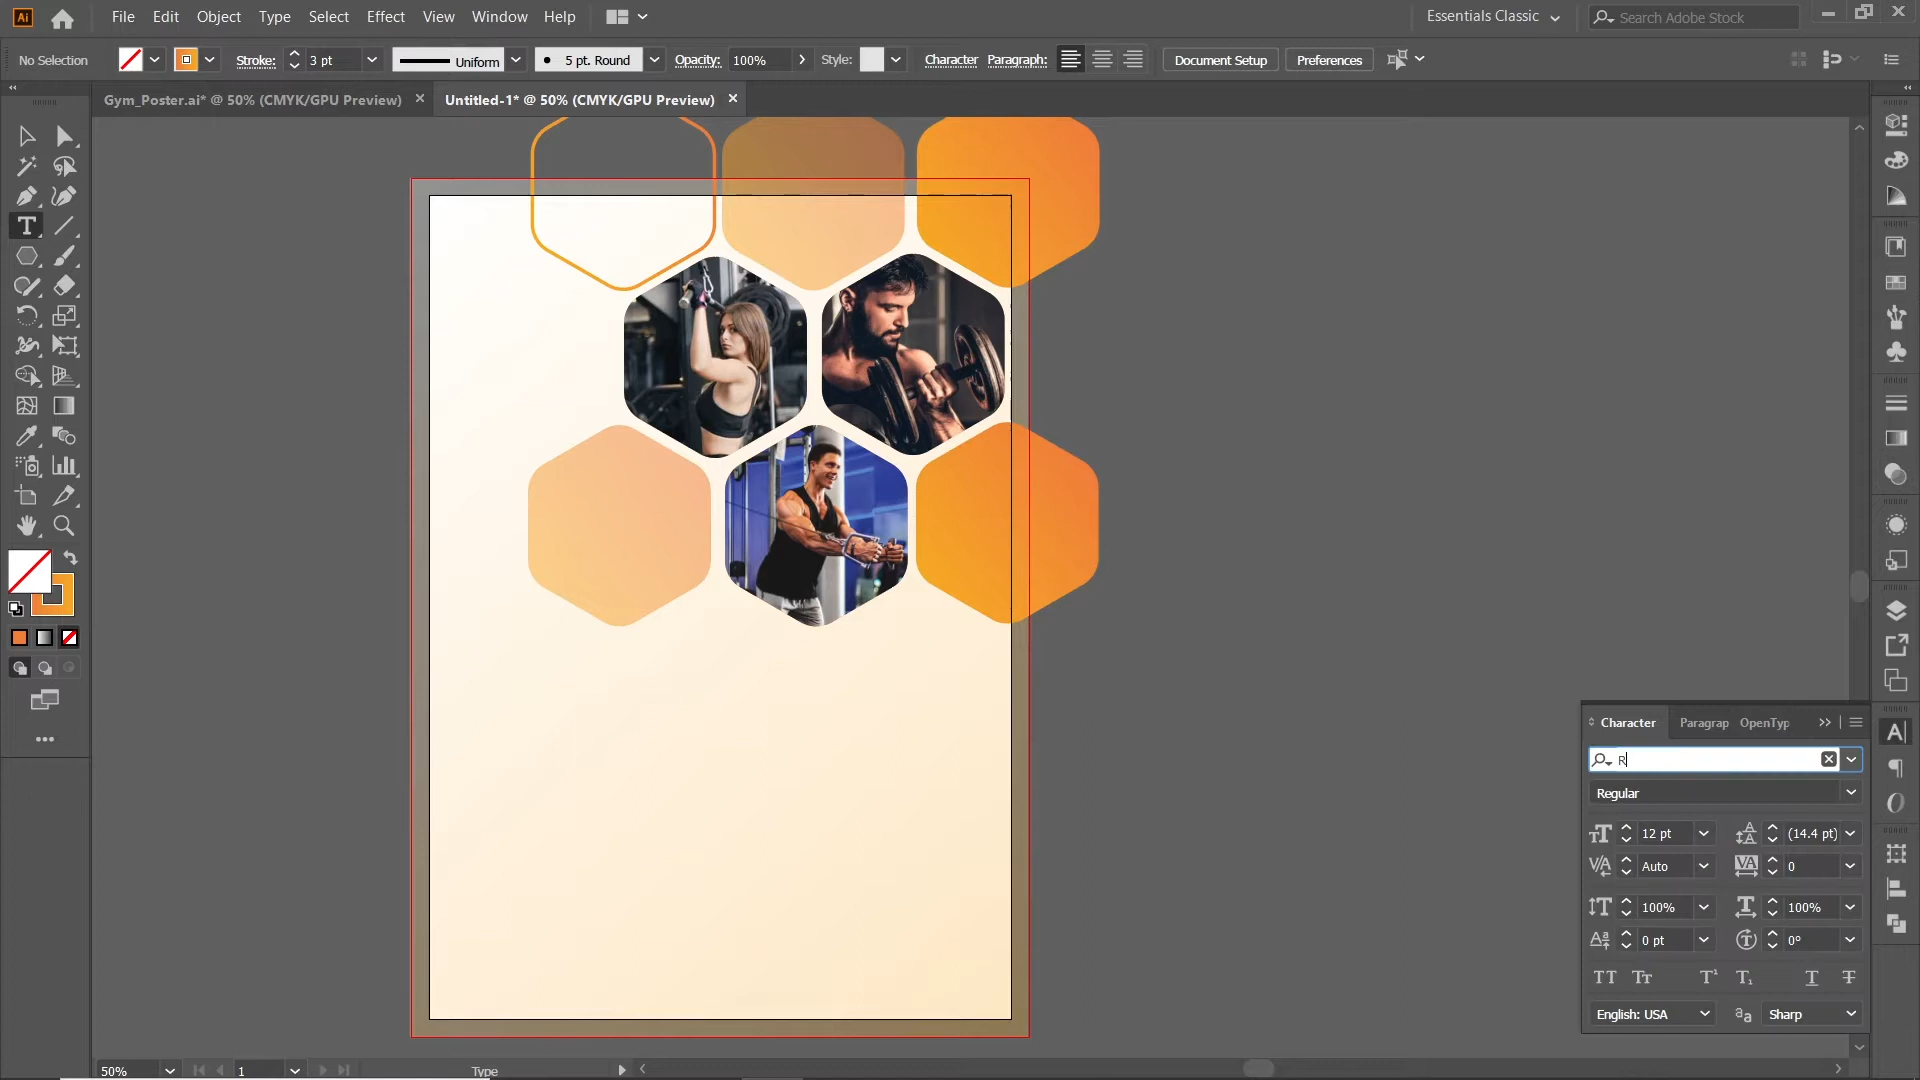 Ai File Edit Object Type Select Effect View Window Help Essentials Classic Search Adobe Stock
No Selection Stroke: 3 pt Uniform 5 pt. Round Opacity: 100% Style: Character Paragraph: Document Setup Preferences
Gym_Poster.ai* @ 50% (CMYK/GPU Preview) Untitled-1* @ 50% (CMYK/GPU Preview)
Character Paragrap OpenTyp
R
Regular
12 pt (14.4 pt)
Auto 0
100% 100%
0 pt 0°
English: USA Sharp
50% 1 Type